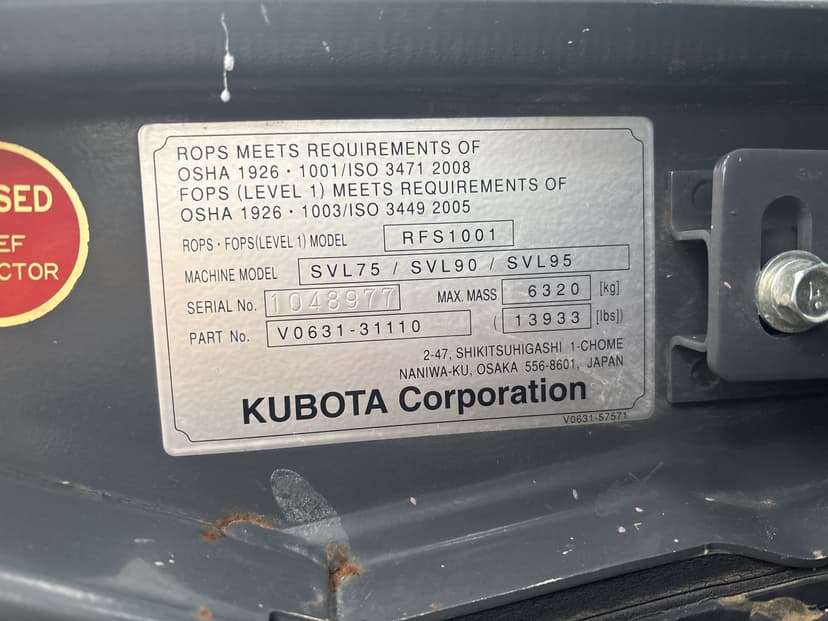 ROPS MEETS REQUIREMENTS OF
OSHA 1926・1001/ISO 3471 2008
FOPS (LEVEL 1) MEETS REQUIREMENTS OF
OSHA 1926・1003/ISO 3449 2005
ROPS・FOPS(LEVEL 1) MODEL RFS1001
MACHINE MODEL SVL75 / SVL90 / SVL95
SERIAL No. 1048977 MAX. MASS 6320 [kg]
PART No. V0631-31110 ( 13933 [lbs])
2-47, SHIKITSUHIGASHI 1-CHOME
NANIWA-KU, OSAKA 556-8601, JAPAN
KUBOTA Corporation
V0631-57571
SED
EF
CTOR